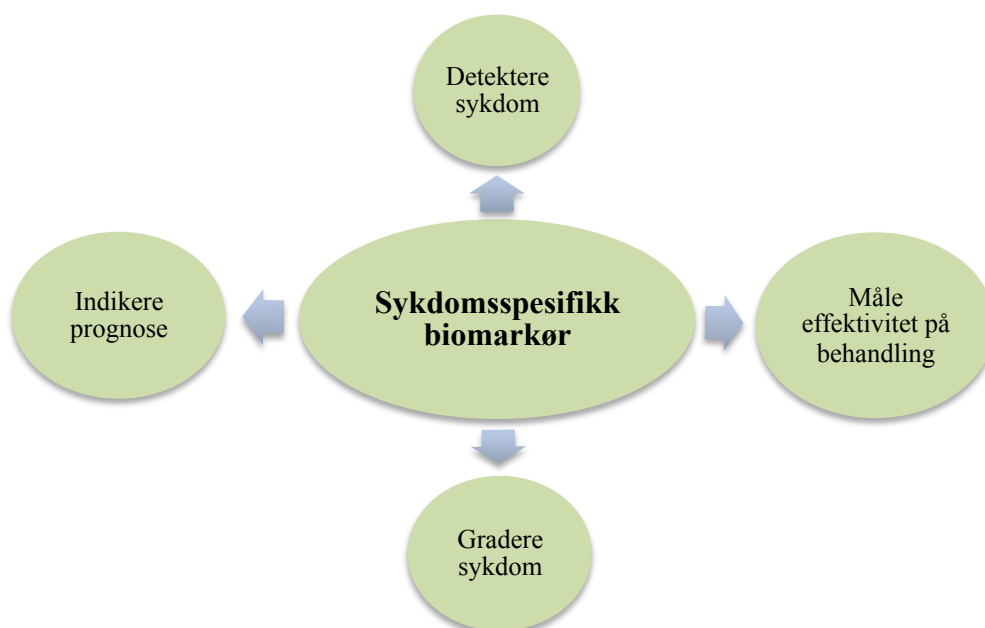 Detektere
sykdom
Indikere
prognose
Sykdomsspesifikk
biomarkør
Måle
effektivitet på
behandling
Gradere
sykdom